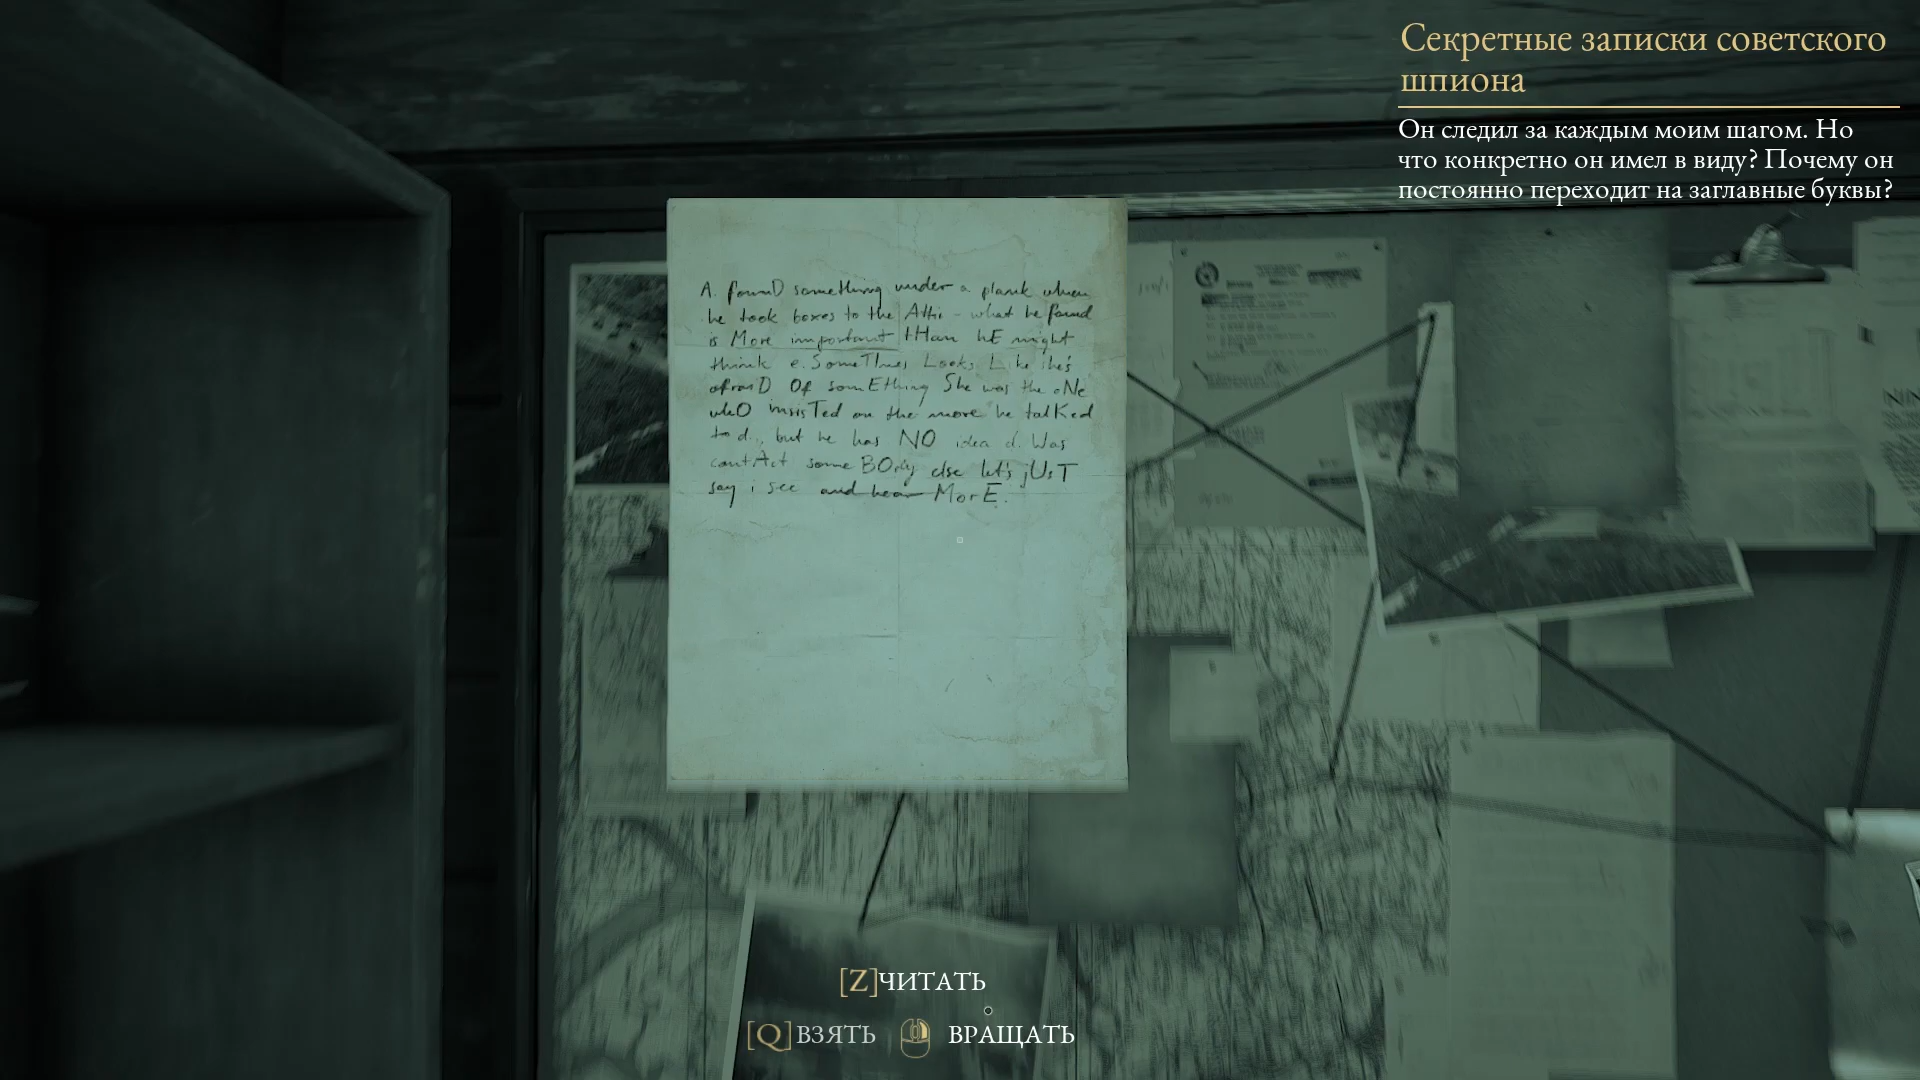 Секретные записки советского
шпиона
Он следил за каждым моим шагом. Но
что конкретно он имел в виду? Почему он
постоянно переходит на заглавные буквы?
A. founD something under a plank when
he took boxes to the Attic - what he found
is More important tHan hE might
think e. SomeTImes Looks Like she's
afraiD Of somEthing She was the oNe
whO insisTed on the more he talKed
to d., but he has NO idea d. Was
contAct some BOdy else let's jUsT
say i see and hear MorE.
[Z]ЧИТАТЬ
[Q]ВЗЯТЬ ВРАЩАТЬ